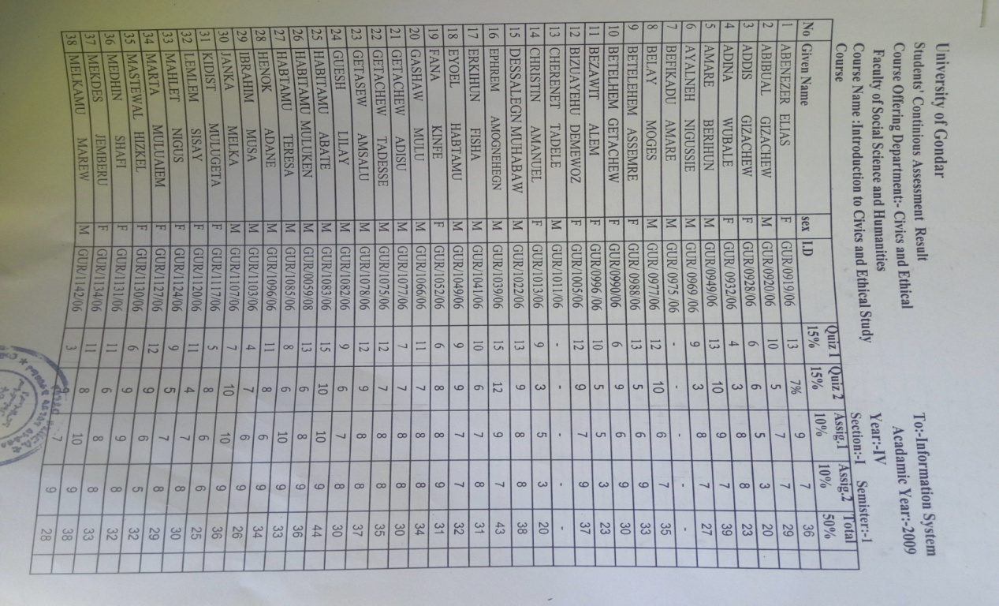 University of Gondar
Students' Continious Assessment Result To:-Information System
Course Offering Department:- Civics and Ethical Acadamic Year:-2009
Faculty of Social Science and Humanities Year:-IV
Course Name :Introduction to Civics and Ethical Study Section:-I Semister:-1
Course
No Given Name sex I.D Quiz 1 15% Quiz 2 15% Assig.1 10% Assig.2 10% Total 50%
1 ABENEZER ELIAS F GUR/0919/06 13 7% 9 7 36
2 ABIBUAL GIZACHEW M GUR/0920/06 10 5 7 7 29
3 ADDIS GIZACHEW F GUR/0928/06 6 6 5 3 20
4 ADINA WUBALE F GUR/ 0932/06 4 3 8 8 23
5 AMARE BERIHUN M GUR/0949/06 13 10 9 7 39
6 AYALNEH NIGUSSIE M GUR/ 0969 /06 9 3 8 7 27
7 BEFIKADU AMARE M GUR/ 0975 /06 - - - - -
8 BELAY MOGES M GUR/ 0977/06 12 10 6 7 35
9 BETELEHEM ASSEMRE F GUR/ 0988/06 13 5 6 9 33
10 BETELHEM GETACHEW F GUR/0990/06 6 9 6 9 30
11 BEZAWIT ALEM F GUR/0996 /06 10 5 5 3 23
12 BIZUAYEHU DEMEWOZ F GUR/1005/06 12 9 7 9 37
13 CHERENET TADELE M GUR/1011/06 - - - - -
14 CHRISTIN AMANUEL F GUR/1013/06 9 3 5 3 20
15 DESSALEGN MUHABAW M GUR/1022/06 13 9 8 8 38
16 EPHREM AMOGNEHEGN M GUR/1039/06 15 12 9 7 43
17 ERKIHUN FISHA M GUR/1041/06 10 6 7 8 31
18 EYOEL HABTAMU M GUR/1049/06 9 9 7 7 32
19 FANA KINFE F GUR/1052/06 6 8 8 9 31
20 GASHAW MULU M GUR/1066/06 11 7 8 8 34
21 GETACHEW ADISU M GUR/1077/06 7 7 8 8 30
22 GETACHEW TADESSE M GUR/1075/06 12 7 8 8 35
23 GETASEW AMSALU M GUR/1078/06 12 9 8 8 37
24 GUESH LILAY M GUR/1082/06 9 6 7 8 30
25 HABITAMU ABATE M GUR/1083/06 15 10 10 9 44
26 HABITAMU MULUKEN M GUR/0059/08 13 6 8 9 36
27 HABTAMU TERESA M GUR/1085/06 8 6 10 9 33
28 HENOK ADANE M GUR/1096/06 11 8 6 9 34
29 IBRAHIM MUSA M GUR/1103/06 4 7 6 9 26
30 JANKA MELKA M GUR/1107/06 7 10 10 9 36
31 KIDIST MULUGETA F GUR/1117/06 5 8 6 6 25
32 LEMLEM SISAY F GUR/1120/06 11 4 7 8 30
33 MAHLET NIGUS F GUR/1124/06 9 5 7 8 29
34 MARTA MULUAIEM F GUR/1127/06 12 9 6 5 32
35 MASTEWAL HIZKEL F GUR/1130/06 6 9 9 8 32
36 MEDHIN SHAFI F GUR/1131/06 11 6 8 8 33
37 MEKDES JEMBERU F GUR/1134/06 11 8 10 9 38
38 MELKAMU MAREW M GUR/1142/06 3 9 7 9 28